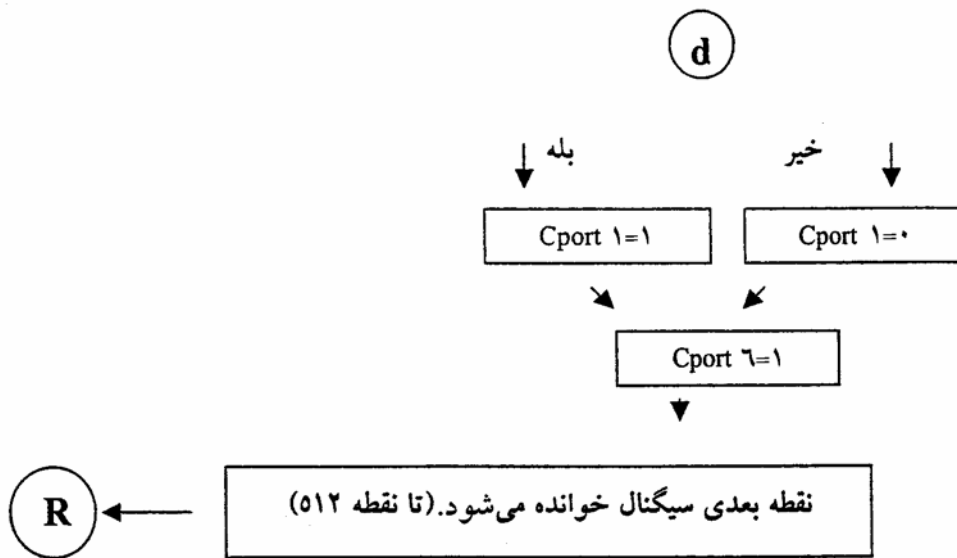 d
خیر
بله
Cport ۱=۰
Cport ۱=۱
Cport ٦=۱
نقطه بعدی سیگنال خوانده می‌شود.(تا نقطه ٥۱۲)
R